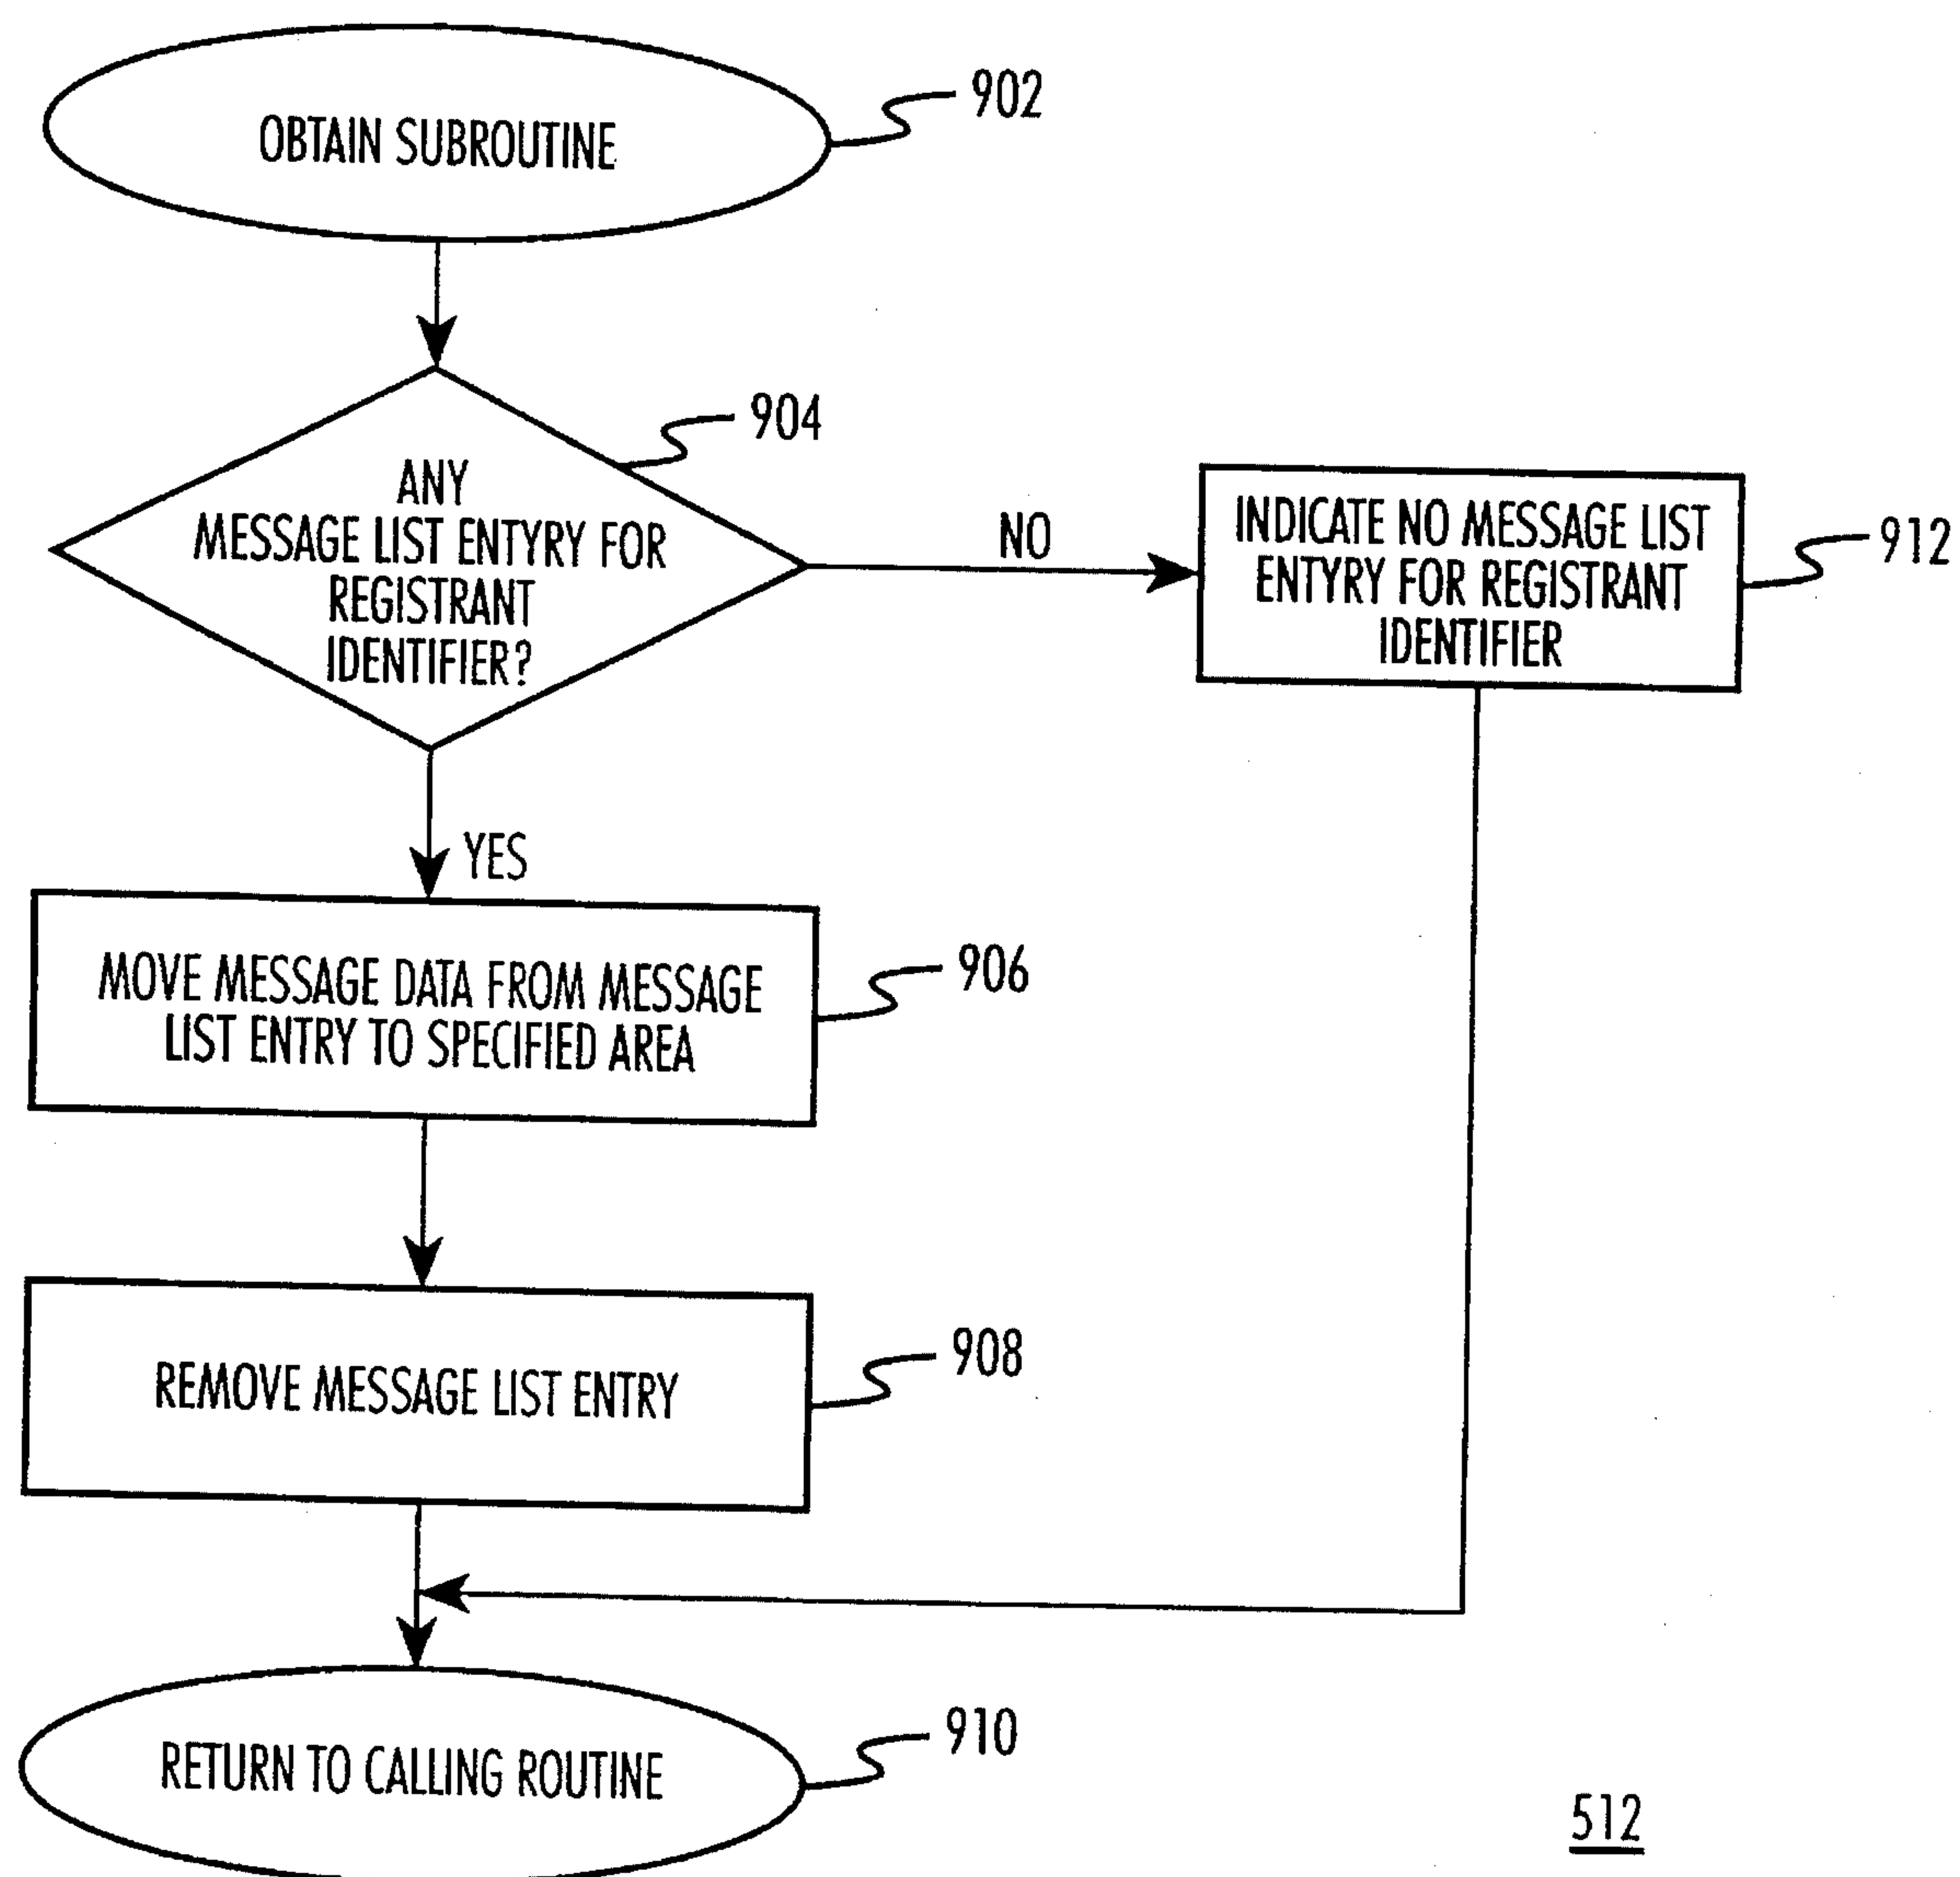 902
OBTAIN SUBROUTINE
904
ANY
MESSAGE LIST ENTYRY FOR
REGISTRANT
IDENTIFIER?
NO
INDICATE NO MESSAGE LIST
ENTYRY FOR REGISTRANT
IDENTIFIER
912
YES
MOVE MESSAGE DATA FROM MESSAGE
LIST ENTRY TO SPECIFIED AREA
906
REMOVE MESSAGE LIST ENTRY
908
RETURN TO CALLING ROUTINE
910
512